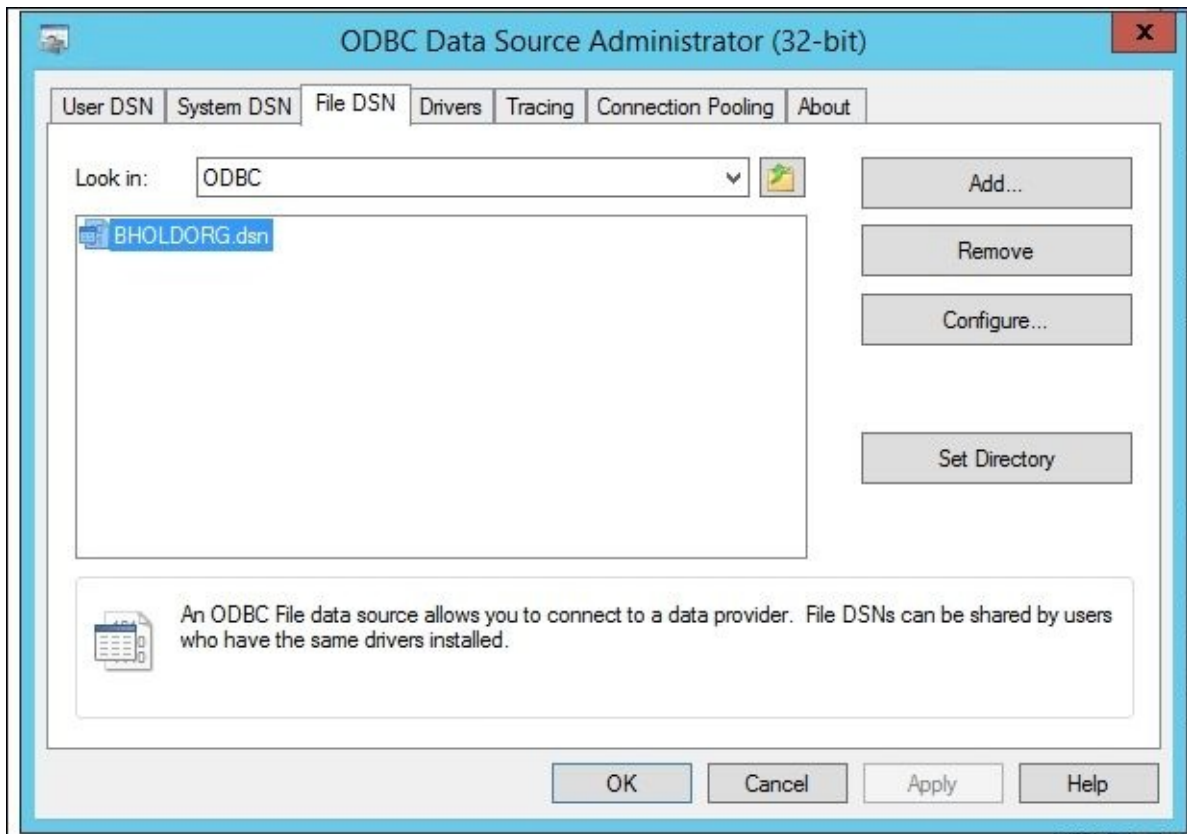 ODBC Data Source Administrator (32-bit)
X
User DSN System DSN File DSN Drivers Tracing Connection Pooling About
Look in: ODBC
Add...
BHOLDORG.dsn
Remove
Configure...
Set Directory
An ODBC File data source allows you to connect to a data provider. File DSNs can be shared by users
who have the same drivers installed.
OK Cancel Apply Help